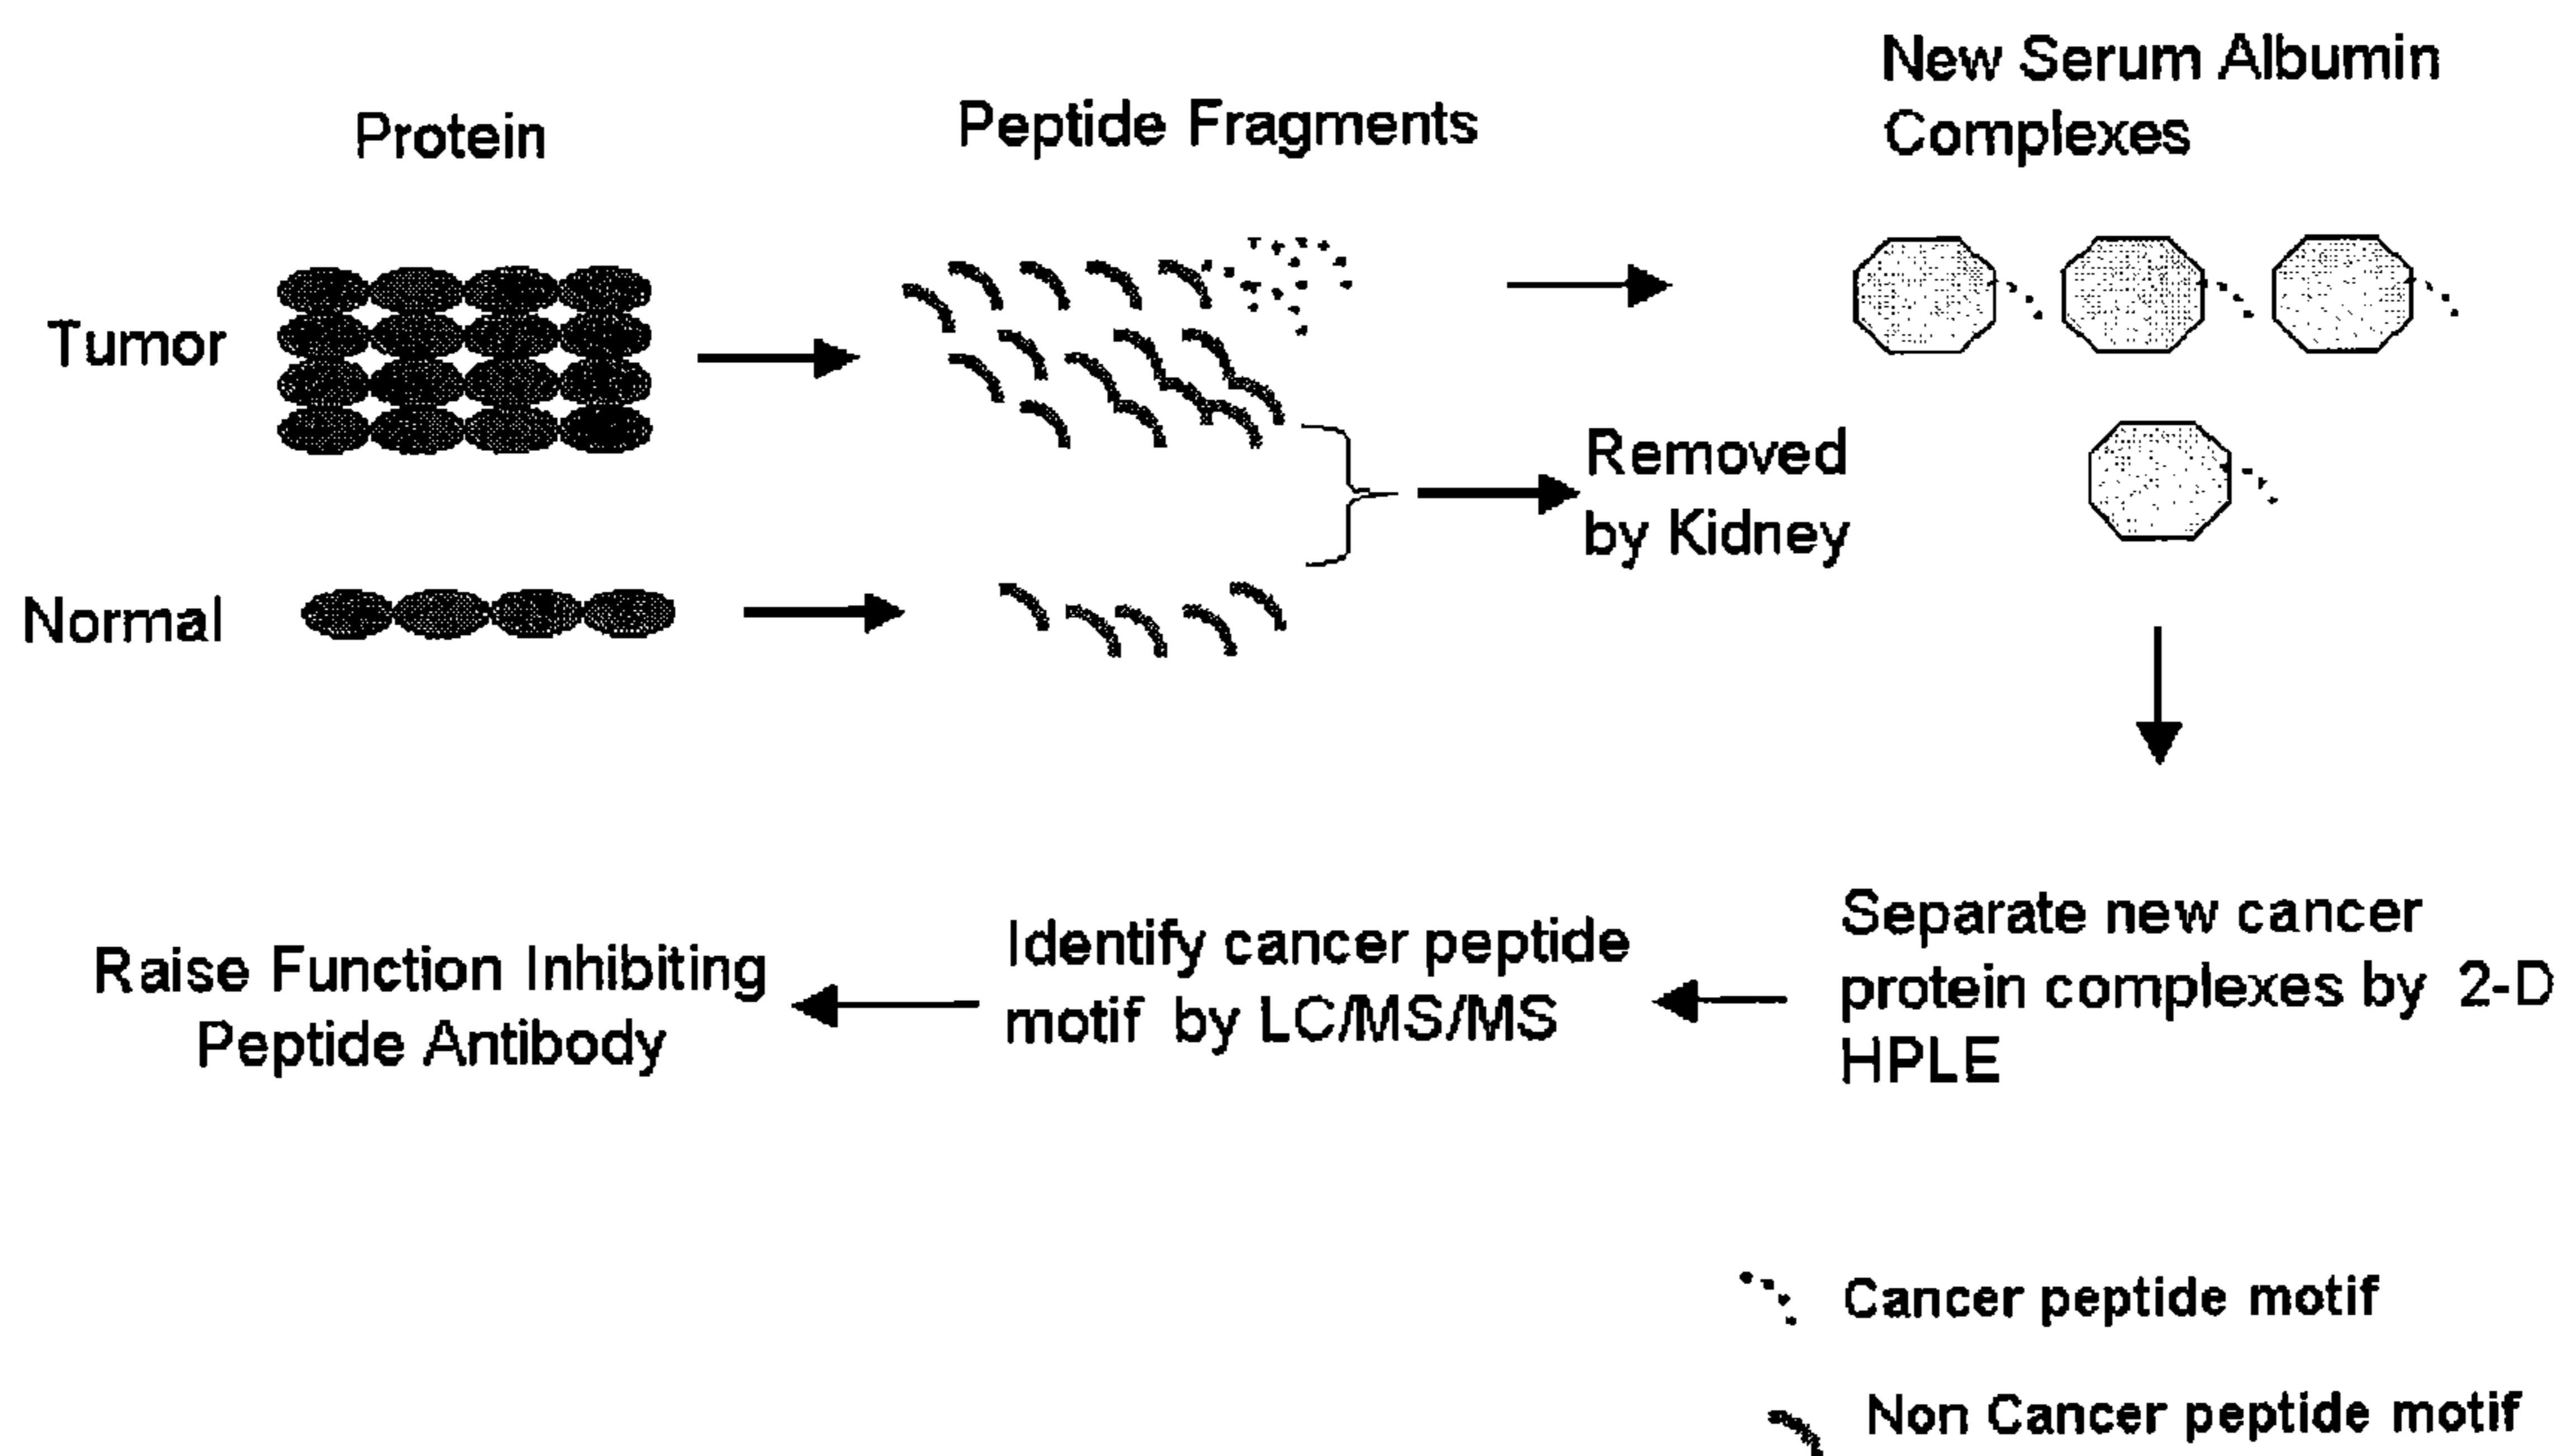 Protein
Peptide Fragments
New Serum Albumin
Complexes
Tumor
Removed
by Kidney
Normal
Separate new cancer
protein complexes by 2-D
HPLE
Identify cancer peptide
motif by LC/MS/MS
Raise Function Inhibiting
Peptide Antibody
Cancer peptide motif
Non Cancer peptide motif